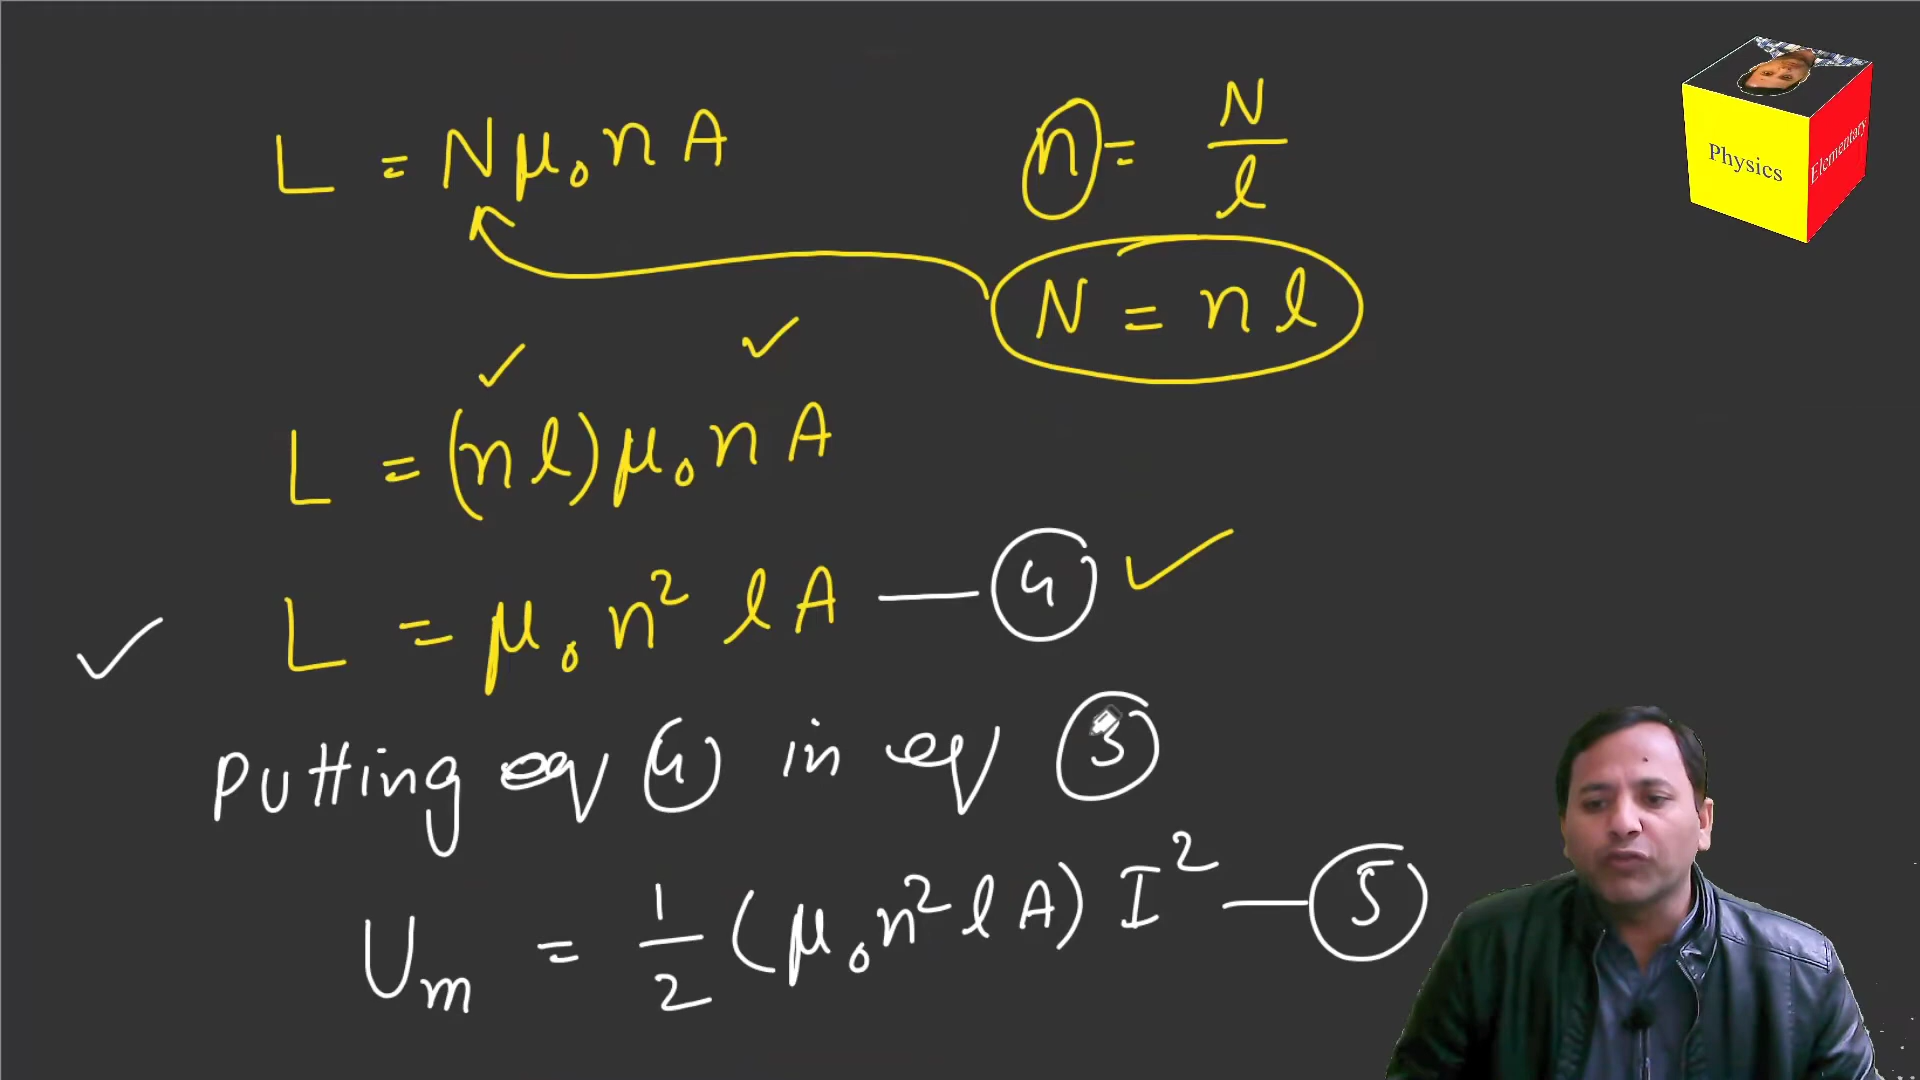 L = Nμ₀nA
n = N/l
N = nl
L = (nl)μ₀nA
L = μ₀n²lA — 4
Putting eq 4 in eq 3
Uₘ = 1/2 (μ₀n²lA) I² — 5
Physics
Elementary